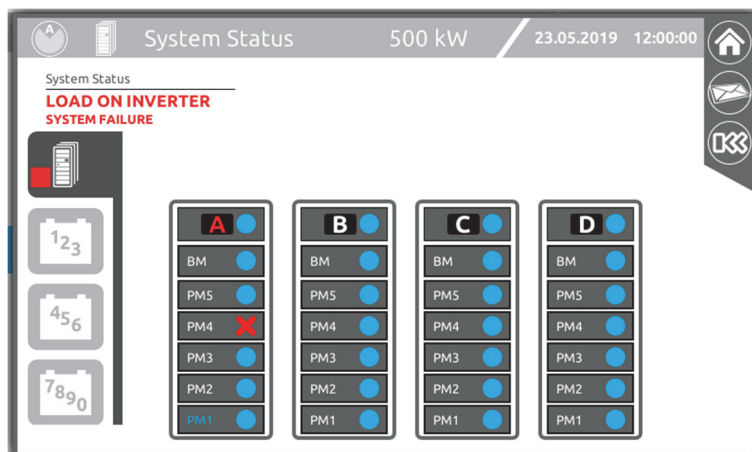 A System Status 500 kW 23.05.2019 12:00:00
System Status
LOAD ON INVERTER
SYSTEM FAILURE
123
456
7890
A B C D
BM BM BM BM
PM5 PM5 PM5 PM5
PM4 PM4 PM4 PM4
PM3 PM3 PM3 PM3
PM2 PM2 PM2 PM2
PM1 PM1 PM1 PM1